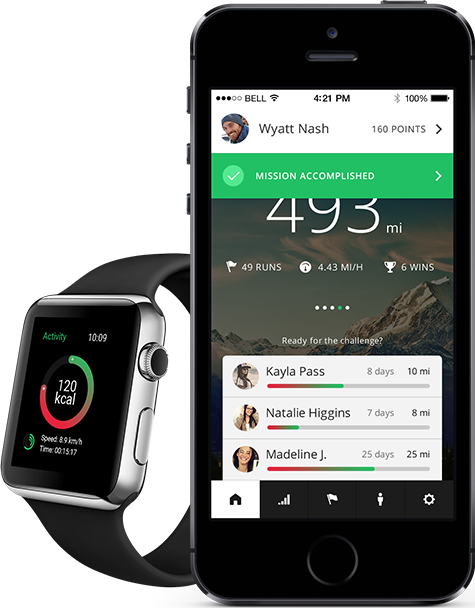 BELL 4:21 PM 100%
Wyatt Nash 160 POINTS
MISSION ACCOMPLISHED
493 mi
49 RUNS 4.43 MI/H 6 WINS
Ready for the challenge?
Kayla Pass 8 days 10 mi
Natalie Higgins 7 days 8 mi
Madeline J. 25 days 25 mi
Activity 10:09
120
kcal
Speed: 8.9 km/h
Time: 00:15:17